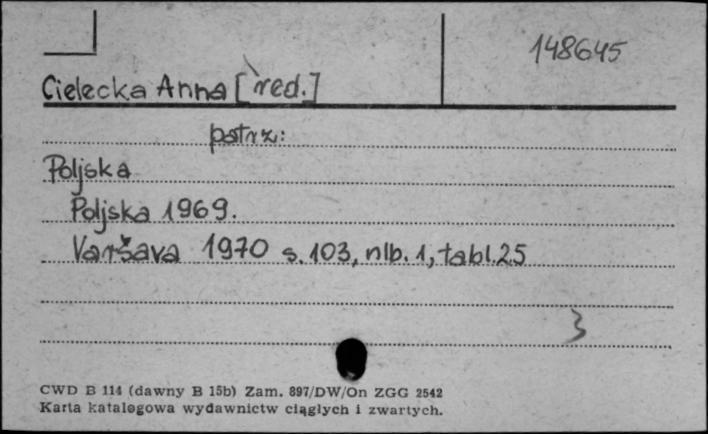 148645
Cielecka Anna [red.]
patrz:
Poljska
Poljska 1969.
Varšava 1970 s. 103, nlb. 1, tabl. 25
3
CWD B 114 (dawny B 15b) Zam. 897/DW/On ZGG 2542
Karta katalogowa wydawnictw ciągłych i zwartych.